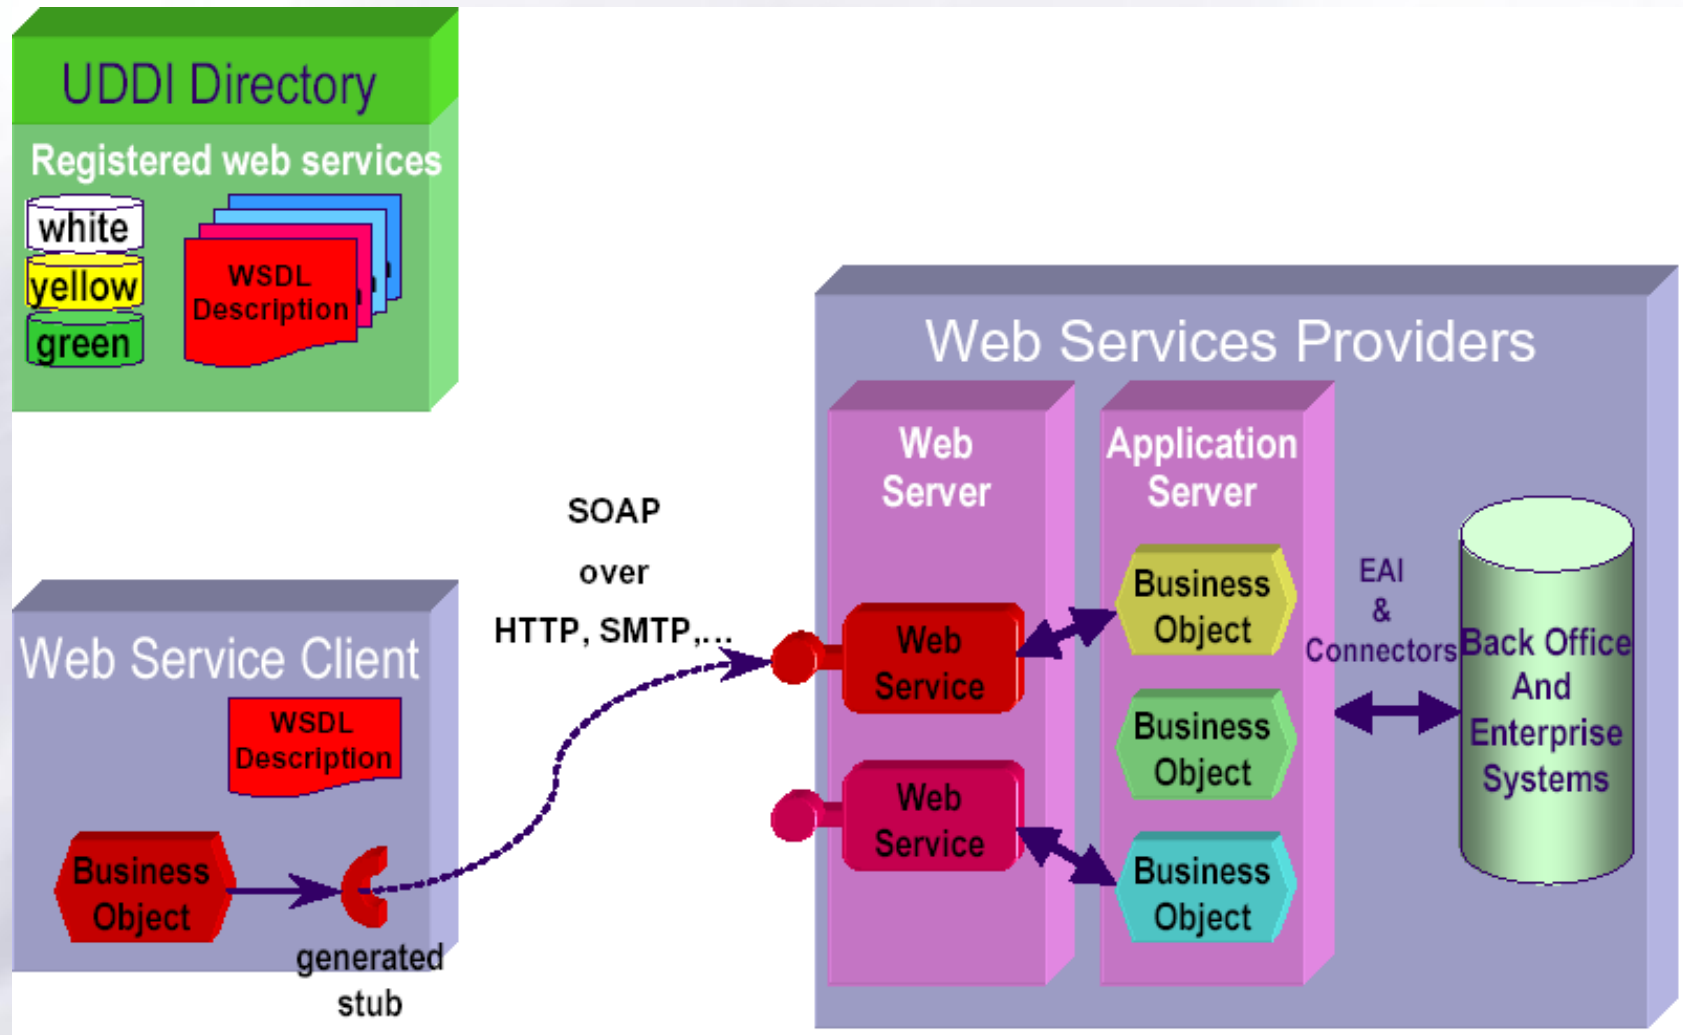 UDDI Directory
Registered web services
white
yellow
green
WSDL
Description
Web Services Providers
Web
Server
Application
Server
SOAP
over
HTTP, SMTP,...
Web Service Client
WSDL
Description
Business
Object
generated
stub
Web
Service
Web
Service
Business
Object
Business
Object
Business
Object
EAI
&
Connectors
Back Office
And
Enterprise
Systems